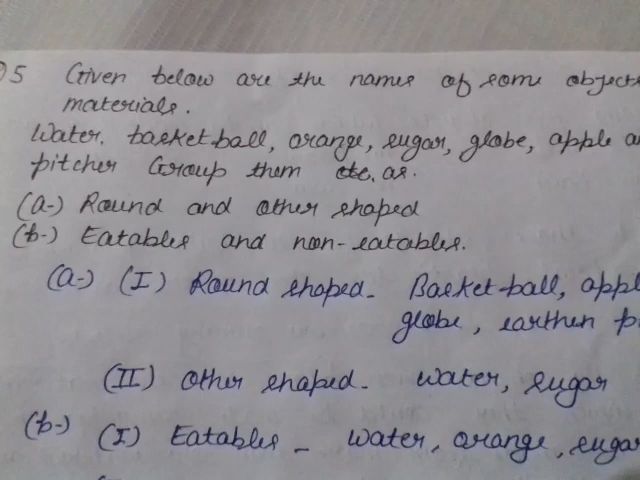 5 Given below are the names of some objects
materials.
Water, basket-ball, orange, sugar, globe, apple
pitcher Group them etc. as.
(a-) Round and other shaped
(b-) Eatables and non-eatables.
(a-) (I) Round shaped- Basket-ball,
globe, earthen
(II) Other shaped- Water, sugar
(b-) (I) Eatables - Water, orange, sugar